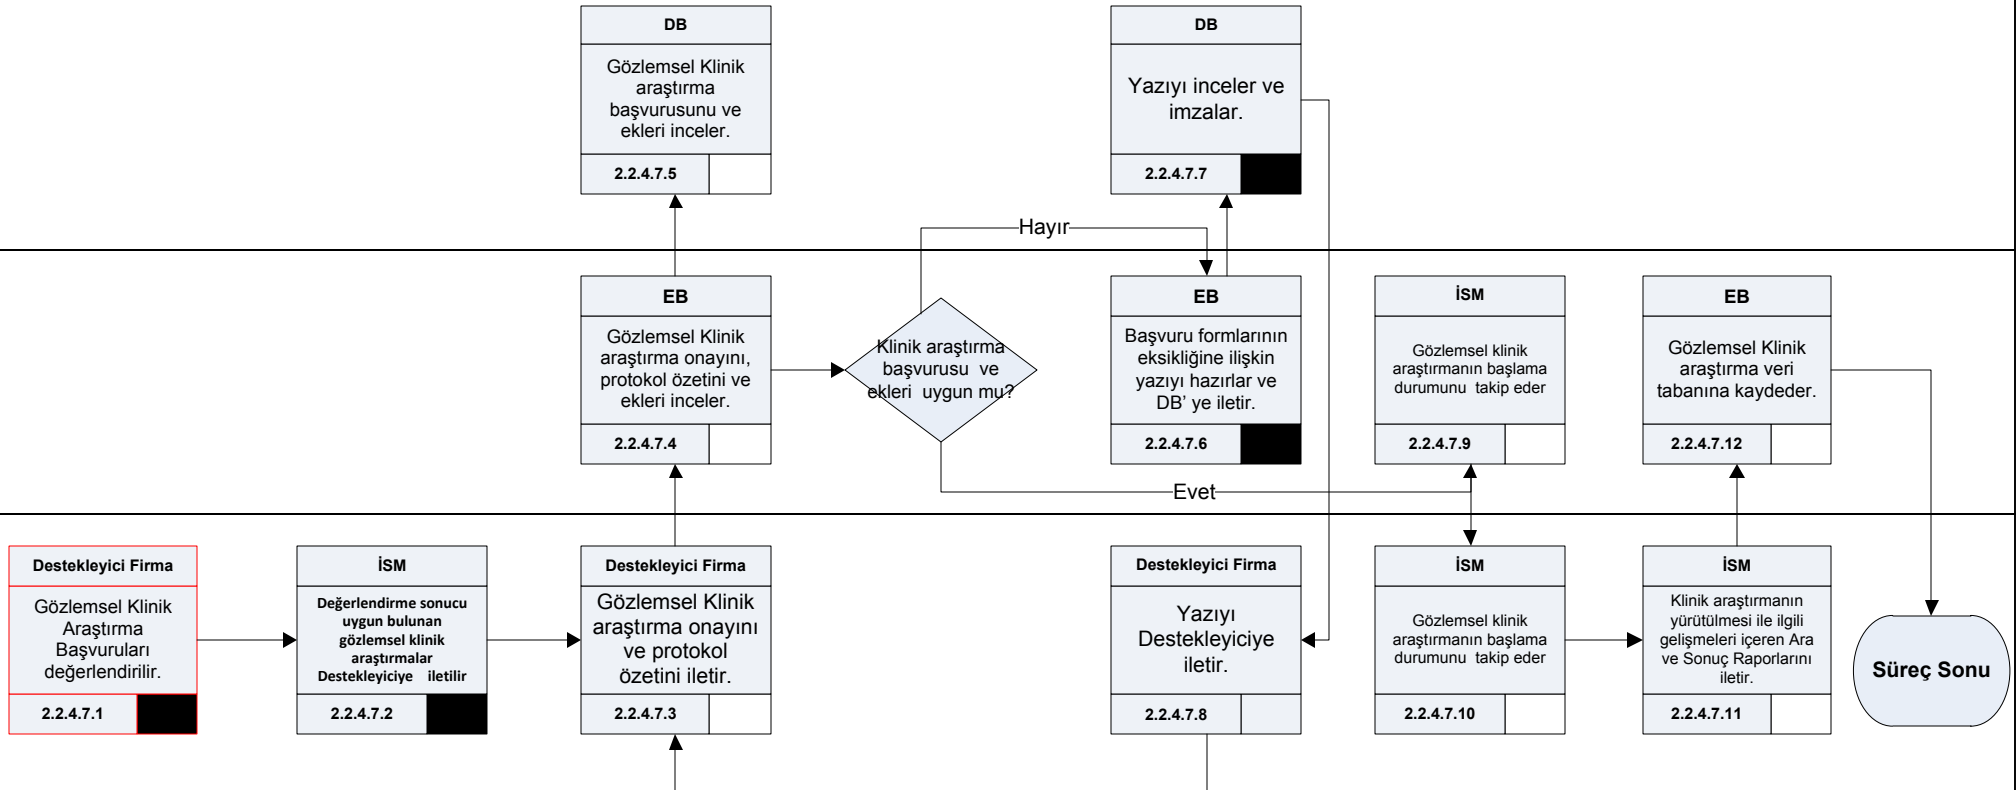 DB
Gözlemsel Klinik
araştırma
başvurusunu ve
ekleri inceler.
2.2.4.7.5
DB
Yazıyı inceler ve
imzalar.
2.2.4.7.7
Hayır
EB
Gözlemsel Klinik
araştırma onayını,
protokol özetini ve
ekleri inceler.
2.2.4.7.4
Klinik araştırma
başvurusu ve
ekleri uygun mu?
EB
Başvuru formlarının
eksikliğine ilişkin
yazıyı hazırlar ve
DB' ye iletir.
2.2.4.7.6
İSM
Gözlemsel klinik
araştırmanın başlama
durumunu takip eder
2.2.4.7.9
EB
Gözlemsel Klinik
araştırma veri
tabanına kaydeder.
2.2.4.7.12
Evet
Destekleyici Firma
Gözlemsel Klinik
Araştırma
Başvuruları
değerlendirilir.
2.2.4.7.1
İSM
Değerlendirme sonucu
uygun bulunan
gözlemsel klinik
araştırmalar
Destekleyiciye iletilir
2.2.4.7.2
Destekleyici Firma
Gözlemsel Klinik
araştırma onayını
ve protokol
özetini iletir.
2.2.4.7.3
Destekleyici Firma
Yazıyı
Destekleyiciye
iletir.
2.2.4.7.8
İSM
Gözlemsel klinik
araştırmanın başlama
durumunu takip eder
2.2.4.7.10
İSM
Klinik araştırmanın
yürütülmesi ile ilgili
gelişmeleri içeren Ara
ve Sonuç Raporlarını
iletir.
2.2.4.7.11
Süreç Sonu